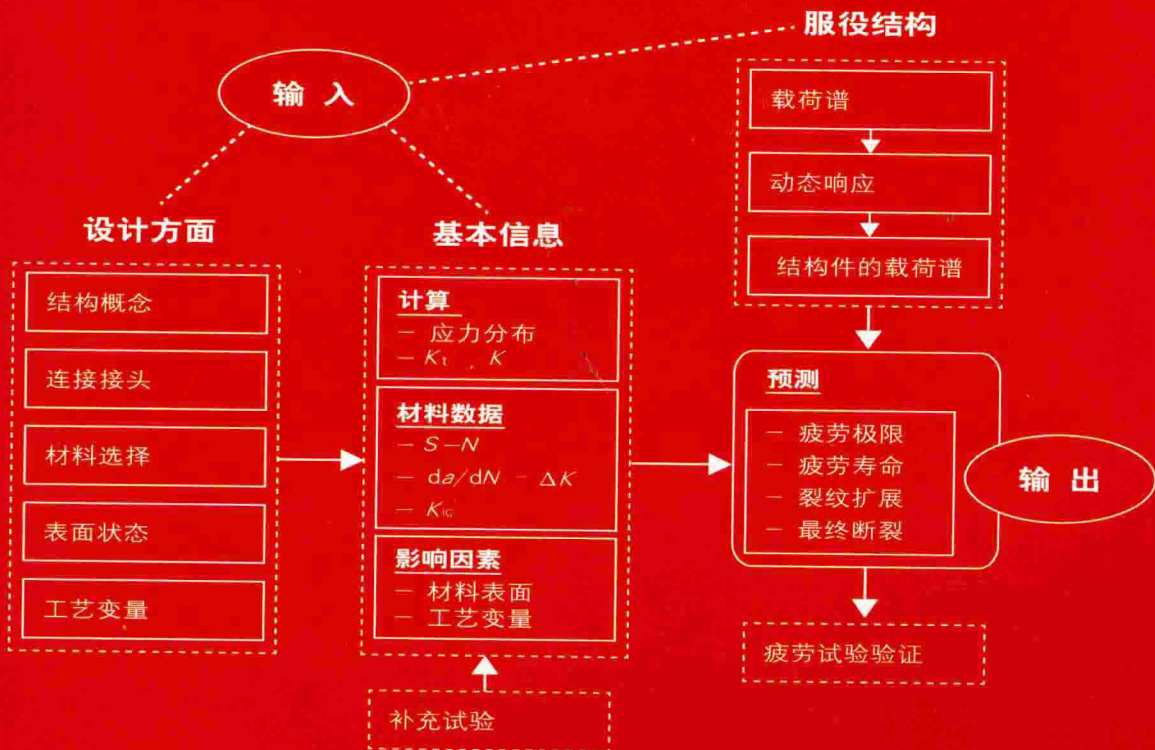 输入
服役结构
载荷谱
动态响应
结构件的载荷谱
设计方面
结构概念
连接接头
材料选择
表面状态
工艺变量
基本信息
计算
— 应力分布
— Kt , K
材料数据
— S—N
— da/dN – ΔK
— KIC
影响因素
— 材料表面
— 工艺变量
补充试验
预测
— 疲劳极限
— 疲劳寿命
— 裂纹扩展
— 最终断裂
输出
疲劳试验验证